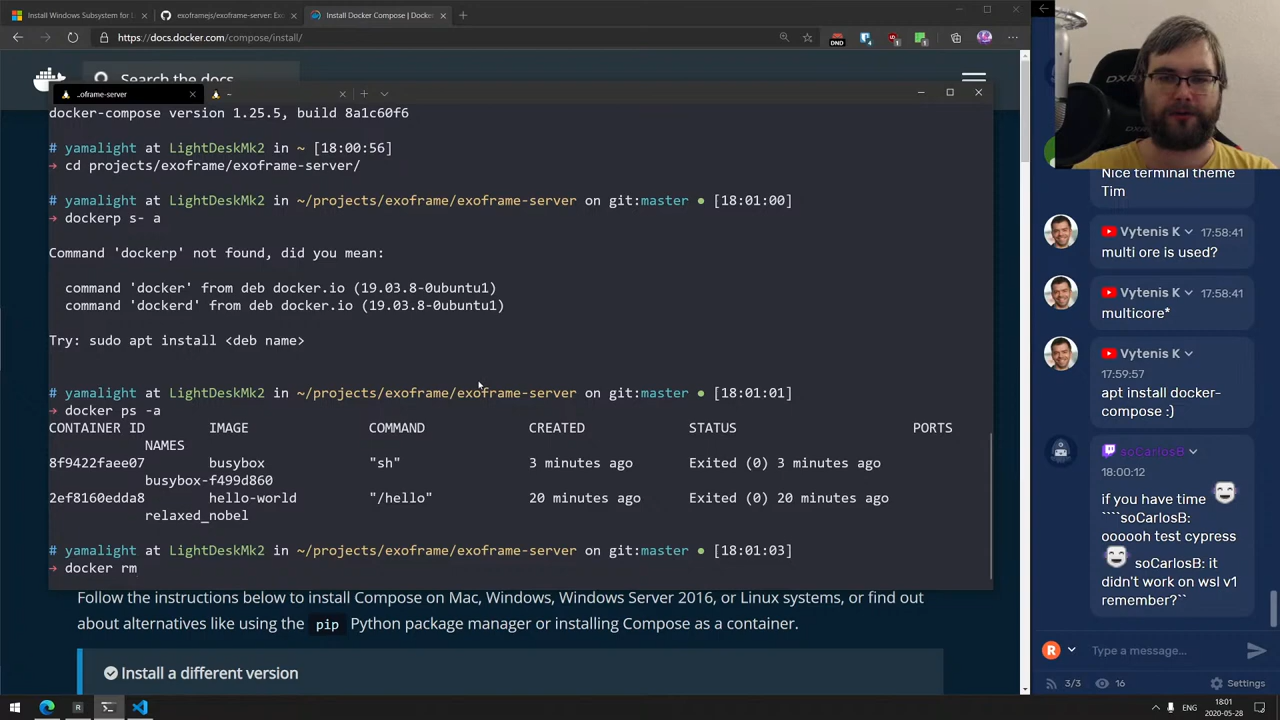 Install Windows Subsystem for L
exoframejs/exoframe-server: Exo
Install Docker Compose | Docker
https://docs.docker.com/compose/install/
DND
Search the docs
..oframe-server
~
docker-compose version 1.25.5, build 8a1c60f6
# yamalight at LightDeskMk2 in ~ [18:00:56]
→ cd projects/exoframe/exoframe-server/
# yamalight at LightDeskMk2 in ~/projects/exoframe/exoframe-server on git:master ● [18:01:00]
→ dockerp s- a
Command 'dockerp' not found, did you mean:
command 'docker' from deb docker.io (19.03.8-0ubuntu1)
command 'dockerd' from deb docker.io (19.03.8-0ubuntu1)
Try: sudo apt install <deb name>
# yamalight at LightDeskMk2 in ~/projects/exoframe/exoframe-server on git:master ● [18:01:01]
→ docker ps -a
CONTAINER ID IMAGE COMMAND CREATED STATUS PORTS
NAMES
8f9422faee07 busybox "sh" 3 minutes ago Exited (0) 3 minutes ago
busybox-f499d860
2ef8160edda8 hello-world "/hello" 20 minutes ago Exited (0) 20 minutes ago
relaxed_nobel
# yamalight at LightDeskMk2 in ~/projects/exoframe/exoframe-server on git:master ● [18:01:03]
→ docker rm
Follow the instructions below to install Compose on Mac, Windows, Windows Server 2016, or Linux systems, or find out
about alternatives like using the pip Python package manager or installing Compose as a container.
Install a different version
DXR
Nice terminal theme
Tim
Vytenis K 17:58:41
multi ore is used?
Vytenis K 17:58:41
multicore*
Vytenis K
17:59:57
apt install docker-
compose :)
soCarlosB
18:00:12
if you have time
````soCarlosB:
oooooh test cypress
soCarlosB: it
didn't work on wsl v1
remember?``
R
Type a message...
3/3 16 Settings
R
ENG
18:01
2020-05-28